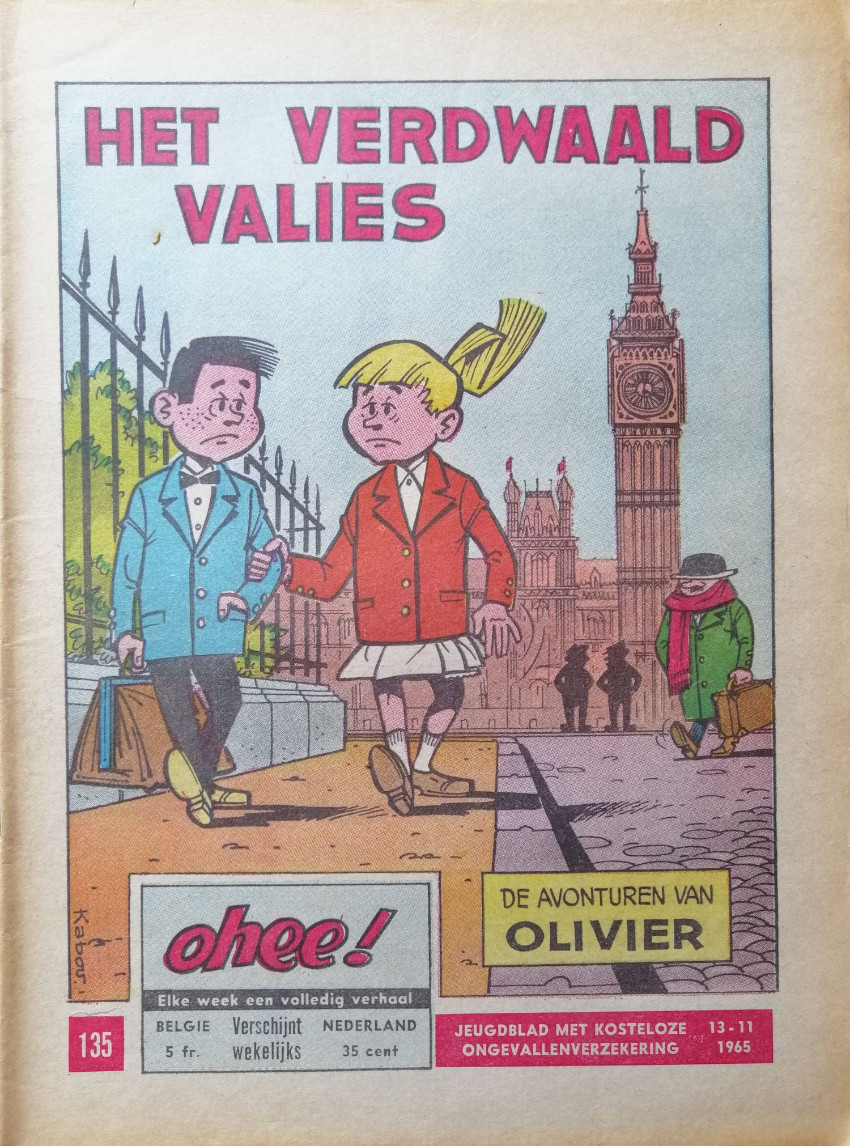 HET VERDWAALD
VALIES
Kabou
ohee!
Elke week een volledig verhaal
BELGIE Verschijnt NEDERLAND
5 fr. wekelijks 35 cent
DE AVONTUREN VAN
OLIVIER
135
JEUGDBLAD MET KOSTELOZE 13-11
ONGEVALLENVERZEKERING 1965